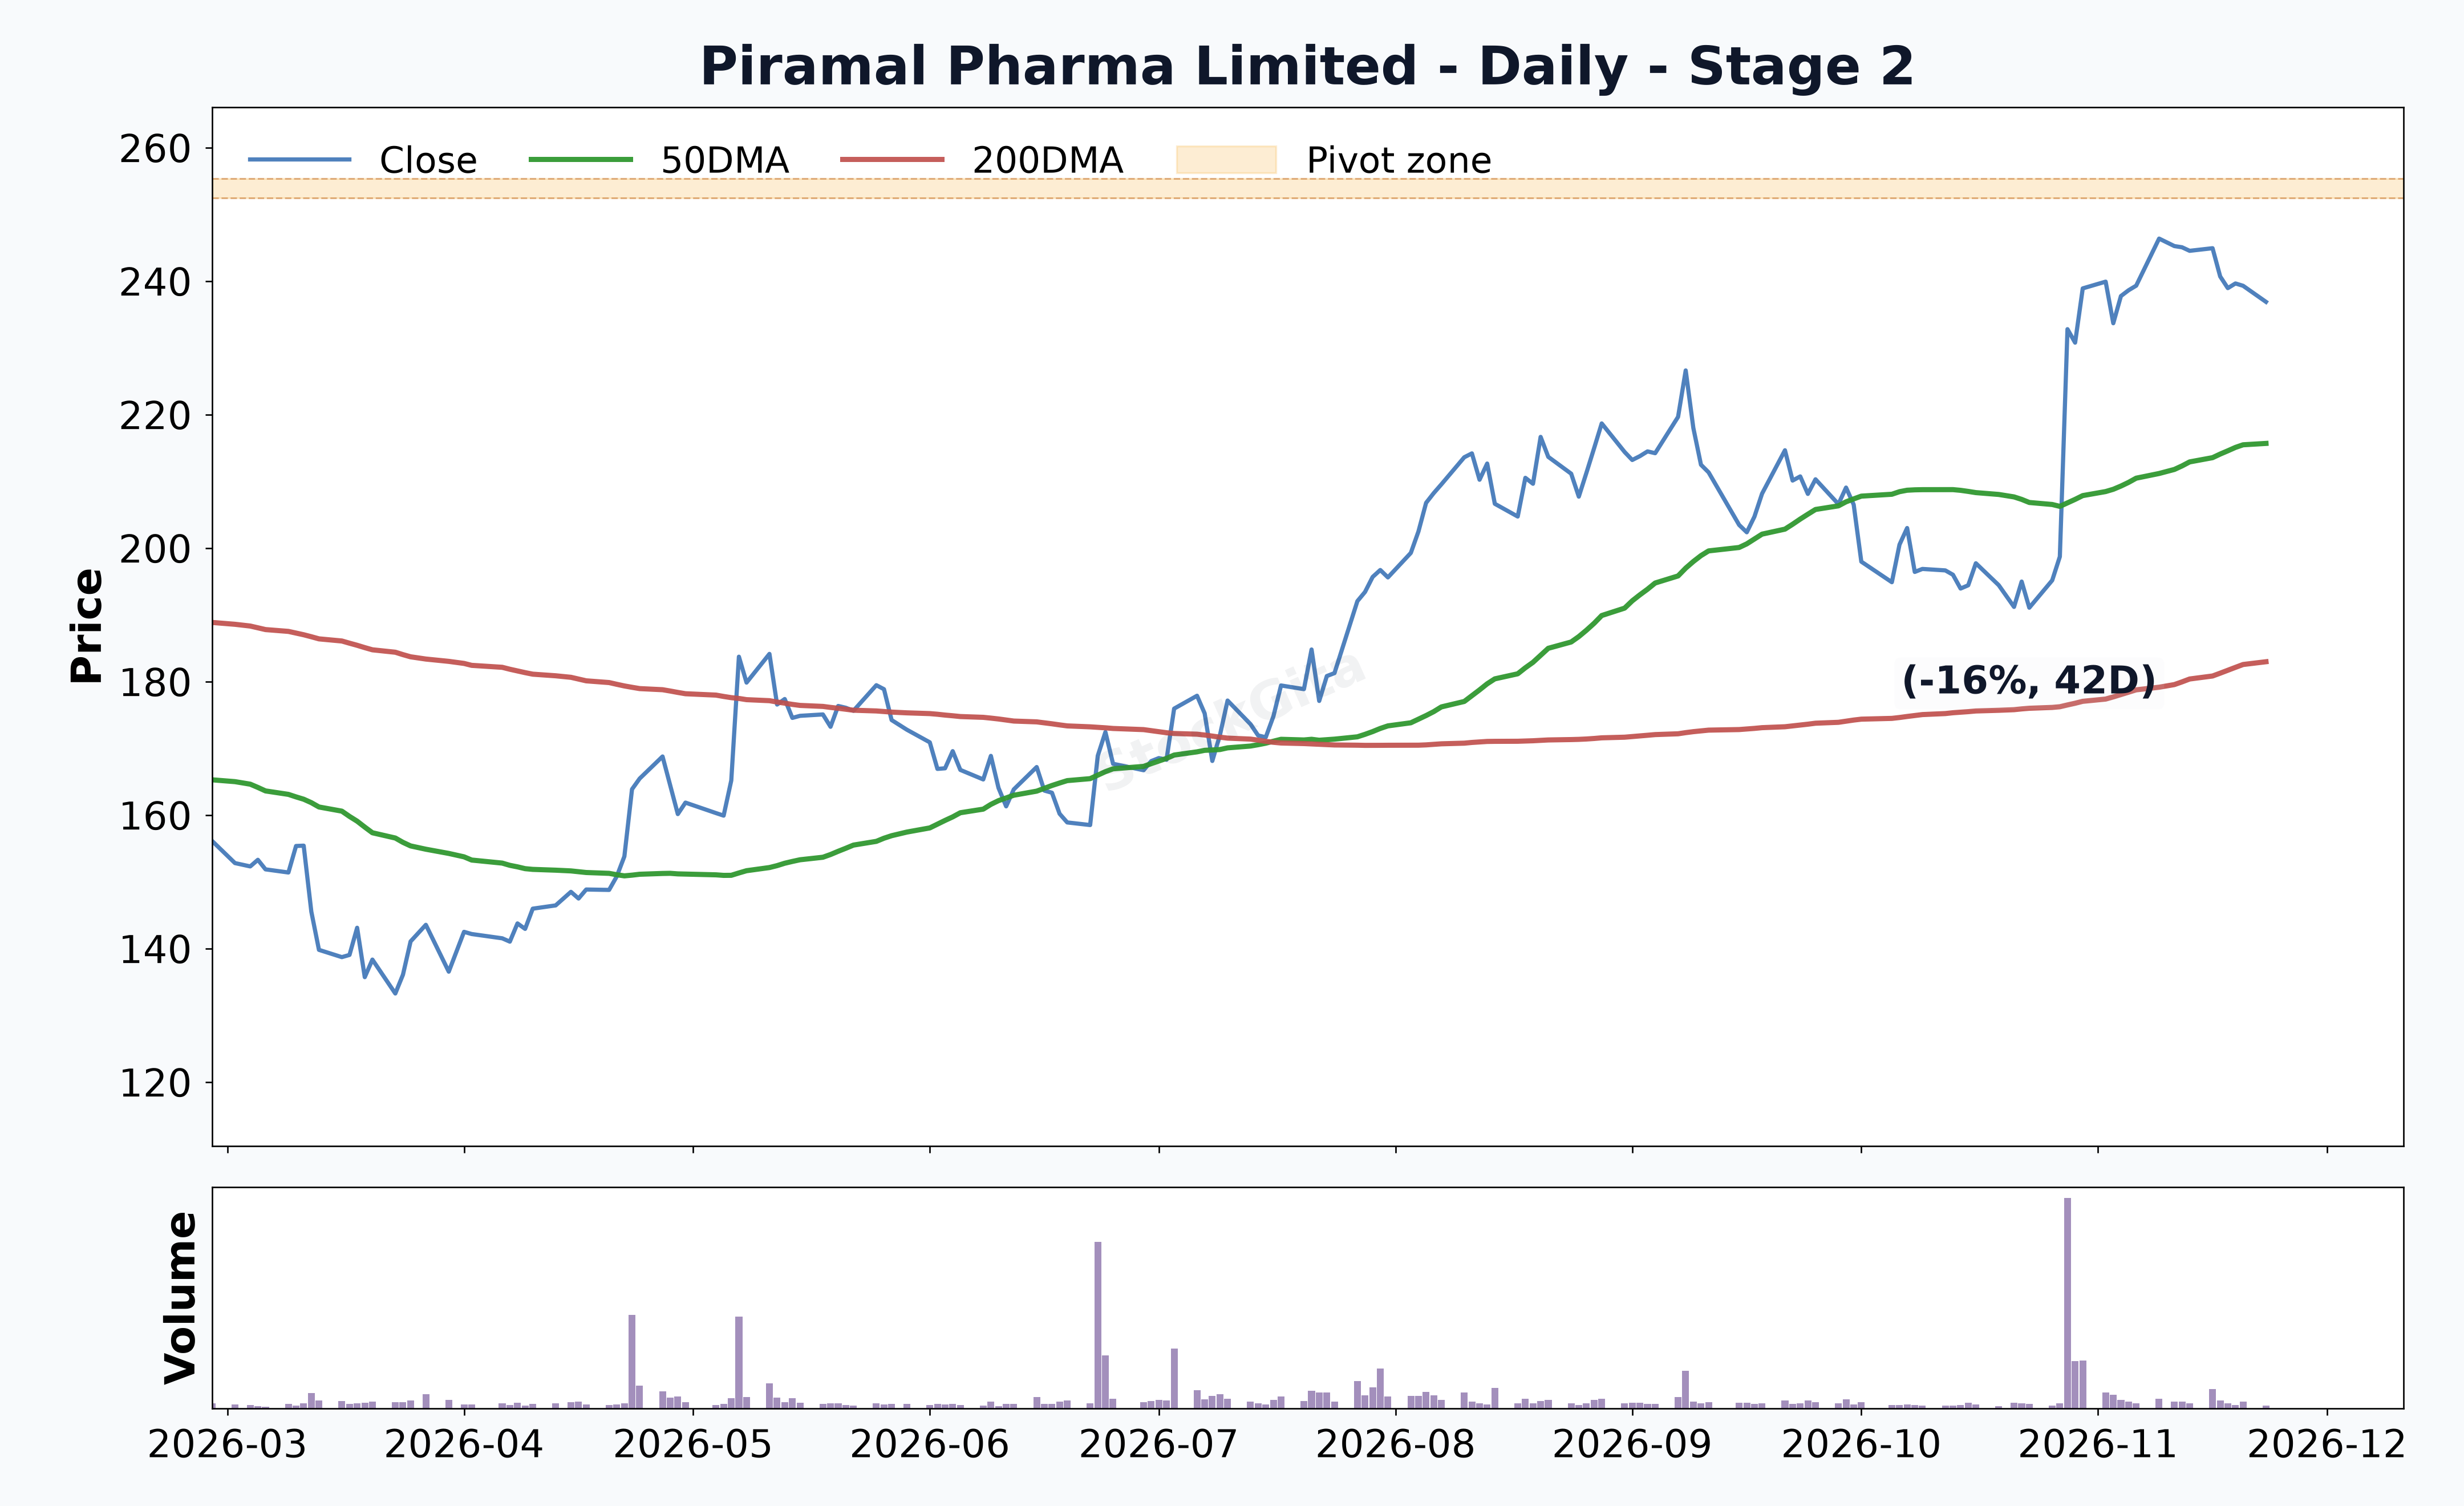 Piramal Pharma Limited - Daily - Stage 2
Close 50DMA 200DMA Pivot zone
260
240
220
200
180
160
140
120
Price
(-16%, 42D)
StockGita
Volume
2026-03 2026-04 2026-05 2026-06 2026-07 2026-08 2026-09 2026-10 2026-11 2026-12